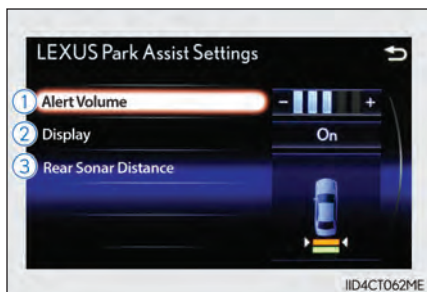 LEXUS Park Assist Settings
1 Alert Volume
- +
2 Display On
3 Rear Sonar Distance
IID4CT062ME